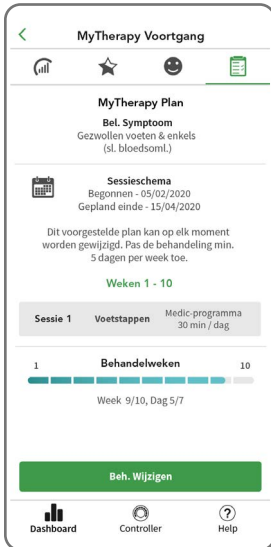 MyTherapy Voortgang
MyTherapy Plan
Bel. Symptoom
Gezwollen voeten & enkels
(sl. bloedsoml.)
Sessieschema
Begonnen - 05/02/2020
Gepland einde - 15/04/2020
Dit voorgestelde plan kan op elk moment
worden gewijzigd. Pas de behandeling min.
5 dagen per week toe.
Weken 1 - 10
Sessie 1 Voetstappen Medic-programma
30 min / dag
1 Behandelweken 10
Week 9/10, Dag 5/7
Beh. Wijzigen
Dashboard Controller Help